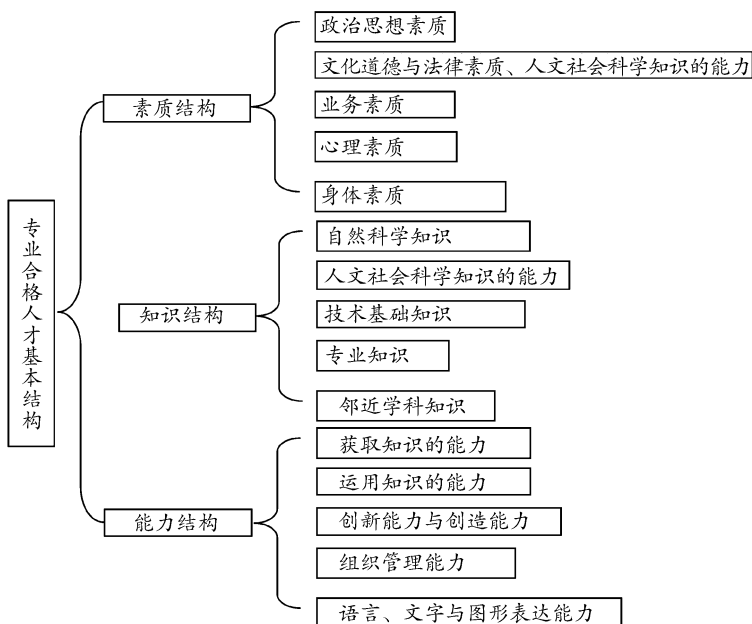 专业合格人才基本结构
素质结构
政治思想素质
文化道德与法律素质、人文社会科学知识的能力
业务素质
心理素质
身体素质
知识结构
自然科学知识
人文社会科学知识的能力
技术基础知识
专业知识
邻近学科知识
能力结构
获取知识的能力
运用知识的能力
创新能力与创造能力
组织管理能力
语言、文字与图形表达能力